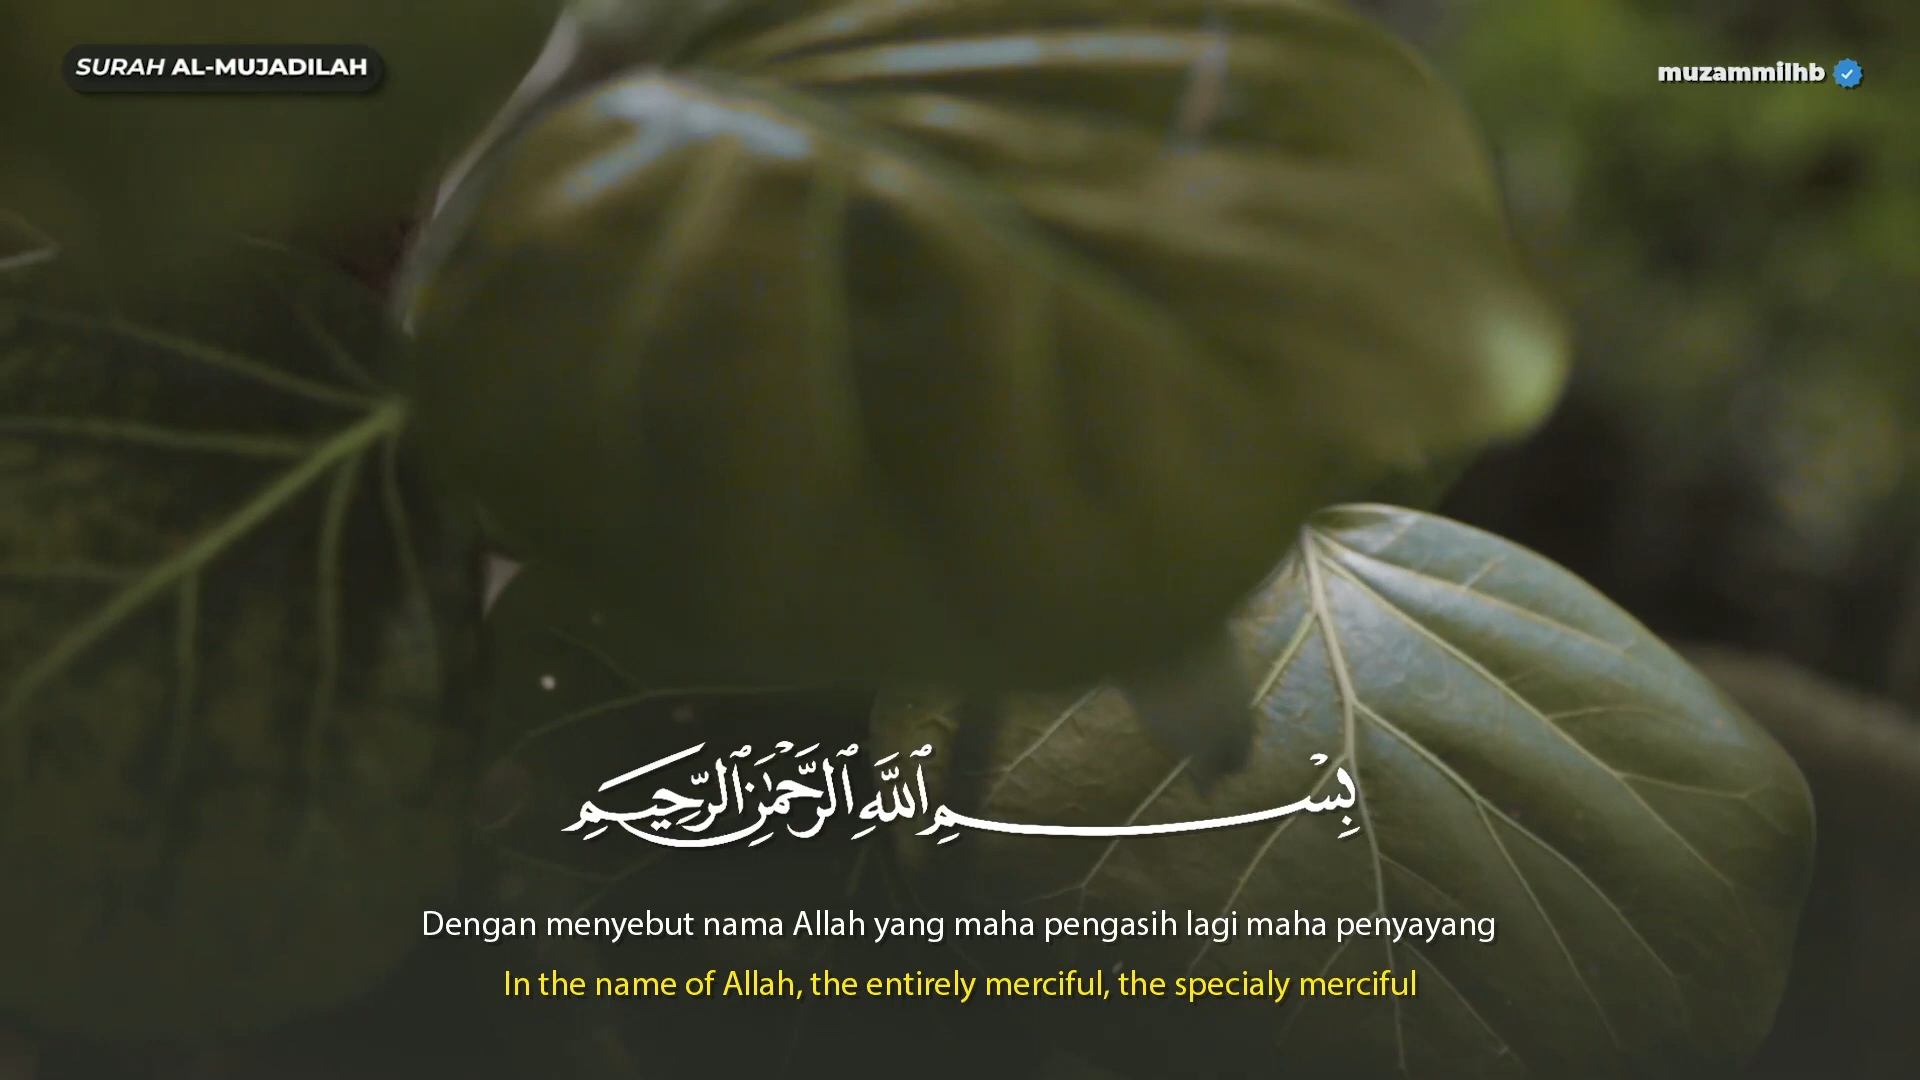 SURAH AL-MUJADILAH
muzammilhb
بِسْمِ ٱللَّهِ ٱلرَّحْمَٰنِ ٱلرَّحِيمِ
Dengan menyebut nama Allah yang maha pengasih lagi maha penyayang
In the name of Allah, the entirely merciful, the specialy merciful